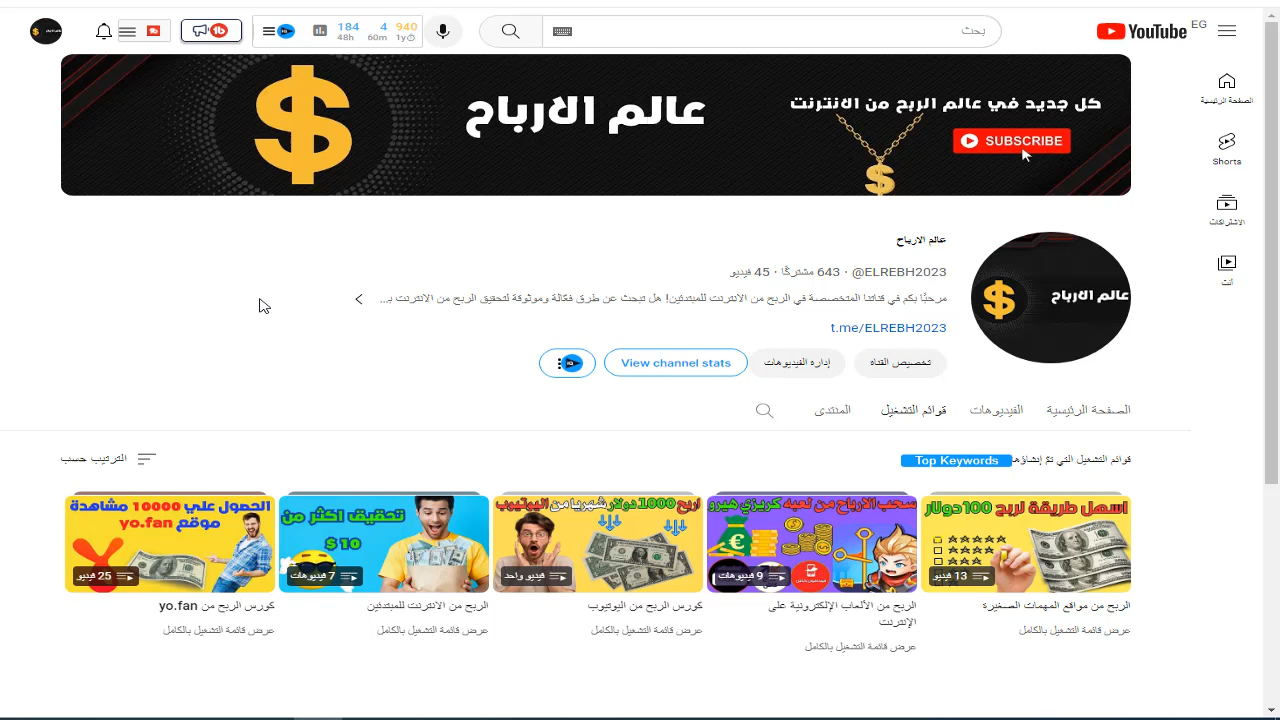 184 4 940
48h 60m 1y
بحث
YouTube EG
كل جديد في عالم الربح من الانترنت
عالم الارباح
SUBSCRIBE
الصفحة الرئيسية
Shorts
الاشتراكات
أنت
عالم الارباح
عالم الارباح
@ELREBH2023 · 643 مشتركًا · 45 فيديو
مرحبًا بكم في قناتنا المتخصصة في الربح من الانترنت للمبتدئين! هل تبحث عن طرق فعّالة وموثوقة لتحقيق الربح من الانترنت بـ...
t.me/ELREBH2023
تخصيص القناة
إدارة الفيديوهات
View channel stats
الصفحة الرئيسية
الفيديوهات
قوائم التشغيل
المنتدى
قوائم التشغيل التي تمّ إنشاؤها
Top Keywords
الترتيب حسب
اسهل طريقة لربح 100دولار
13 فيديو
الربح من مواقع المهمات الصغيرة
عرض قائمة التشغيل بالكامل
سحب الارباح من لعبه كريزي هيرو
9 فيديوهات
الربح من الألعاب الإلكترونية على
الإنترنت
عرض قائمة التشغيل بالكامل
اربح 1000دولار شهريا من اليوتيوب
فيديو واحد
كورس الربح من اليوتيوب
عرض قائمة التشغيل بالكامل
تحقيق اكثر من
10 $
7 فيديوهات
الربح من الانترنت للمبتدئين
عرض قائمة التشغيل بالكامل
الحصول علي 10000 مشاهدة
موقع yo.fan
25 فيديو
كورس الربح من yo.fan
عرض قائمة التشغيل بالكامل